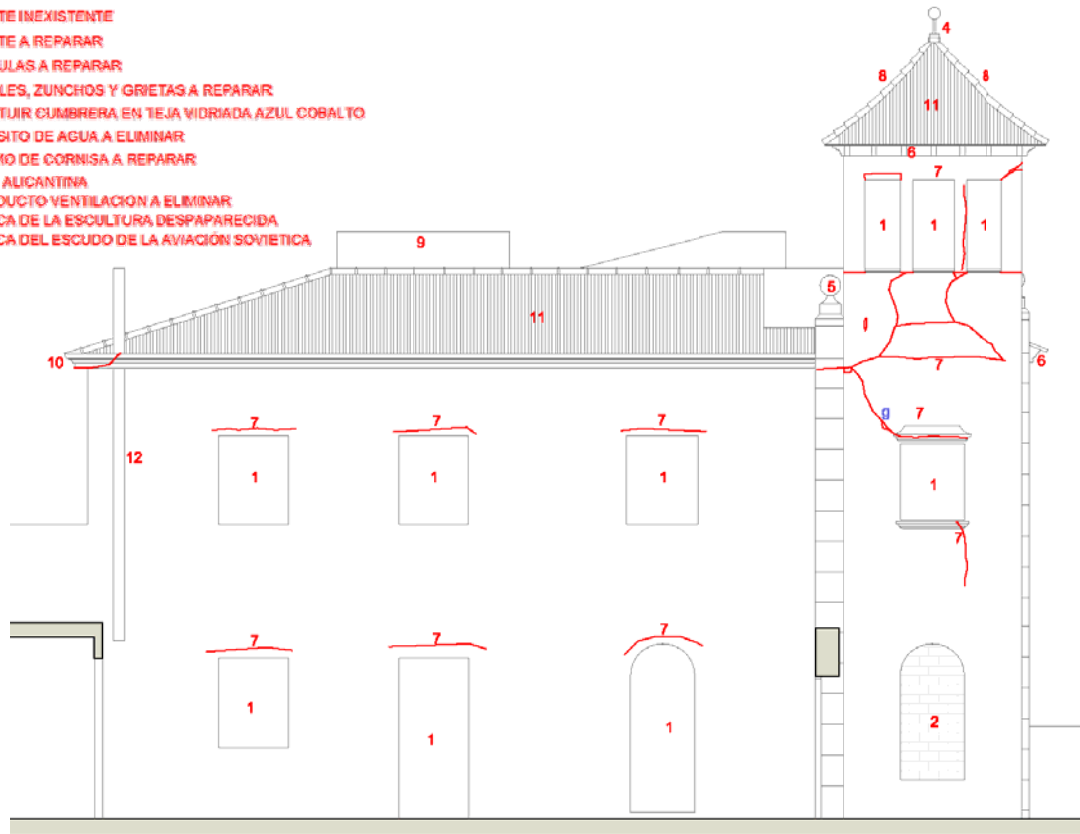 TE INEXISTENTE
TE A REPARAR
ULAS A REPARAR
LES, ZUNCHOS Y GRIETAS A REPARAR
TUIR CUMBRERA EN TEJA VIDRIADA AZUL COBALTO
SITO DE AGUA A ELIMINAR
MO DE CORNISA A REPARAR
ALICANTINA
DUCTO VENTILACION A ELIMINAR
CA DE LA ESCULTURA DESPAPARECIDA
CA DEL ESCUDO DE LA AVIACIÓN SOVIETICA
4
8 8
11
6
7
1 1 1
9
5
11
10 7 6
7 7 7 g 7
12 1 1 1 1
7
7 7 7
1 1 1 2